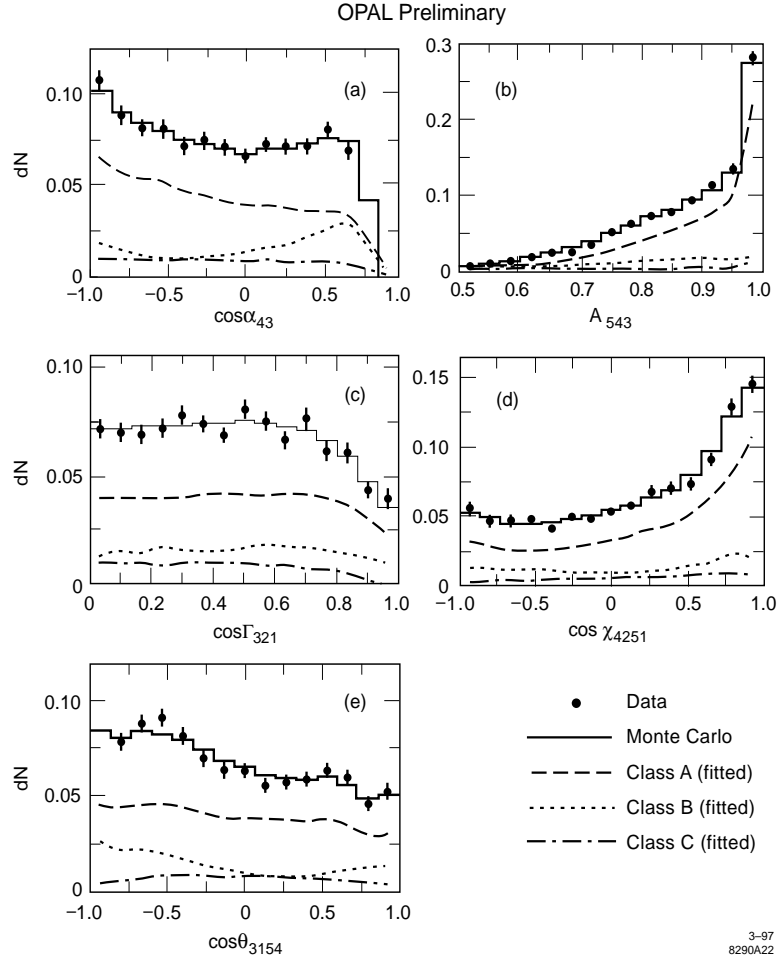 OPAL Preliminary
(a)
0.10
0.05
0
dN
−1.0 −0.5 0 0.5 1.0
cosα43
(b)
0.3
0.2
0.1
0
0.5 0.6 0.7 0.8 0.9 1.0
A 543
(c)
0.10
0.05
0
dN
0 0.2 0.4 0.6 0.8 1.0
cosΓ321
(d)
0.15
0.10
0.05
0
-1.0 -0.5 0 0.5 1.0
cos χ4251
(e)
0.10
0.05
0
dN
-1.0 -0.5 0 0.5 1.0
cosθ3154
Data
Monte Carlo
Class A (fitted)
Class B (fitted)
Class C (fitted)
3–97
8290A22